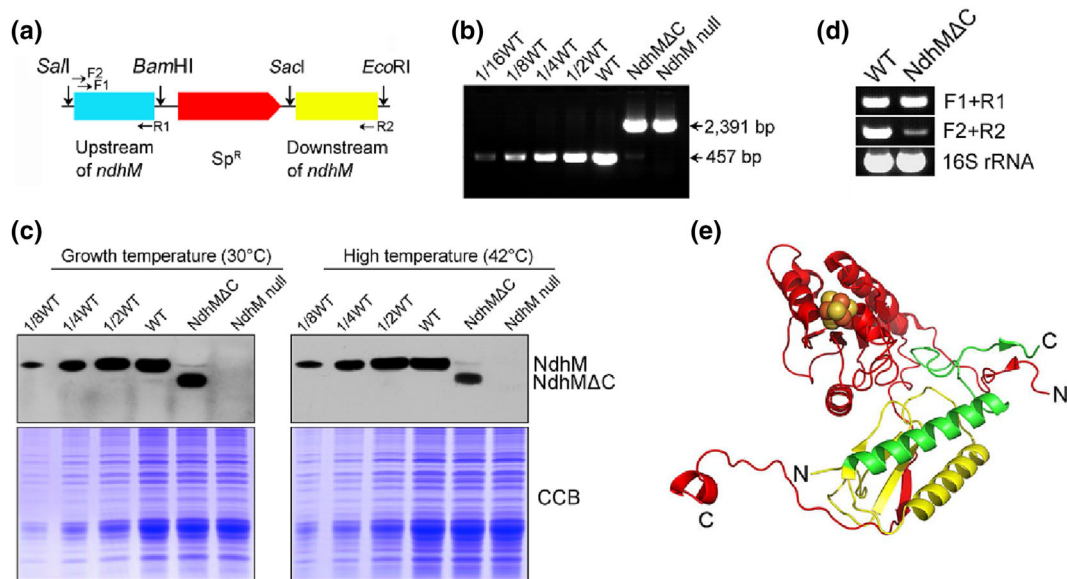 (a)
SalI
F2
F1
BamHI
SacI
EcoRI
R1
R2
Upstream
of ndhM
Sp^R
Downstream
of ndhM
(b)
1/16WT
1/8WT
1/4WT
1/2WT
WT
NdhMΔC
NdhM null
2,391 bp
457 bp
(d)
WT
NdhMΔC
F1+R1
F2+R2
16S rRNA
(c)
Growth temperature (30°C)
1/8WT
1/4WT
1/2WT
WT
NdhMΔC
NdhM null
High temperature (42°C)
1/8WT
1/4WT
1/2WT
WT
NdhMΔC
NdhM null
NdhM
NdhMΔC
CCB
(e)
C
N
N
C